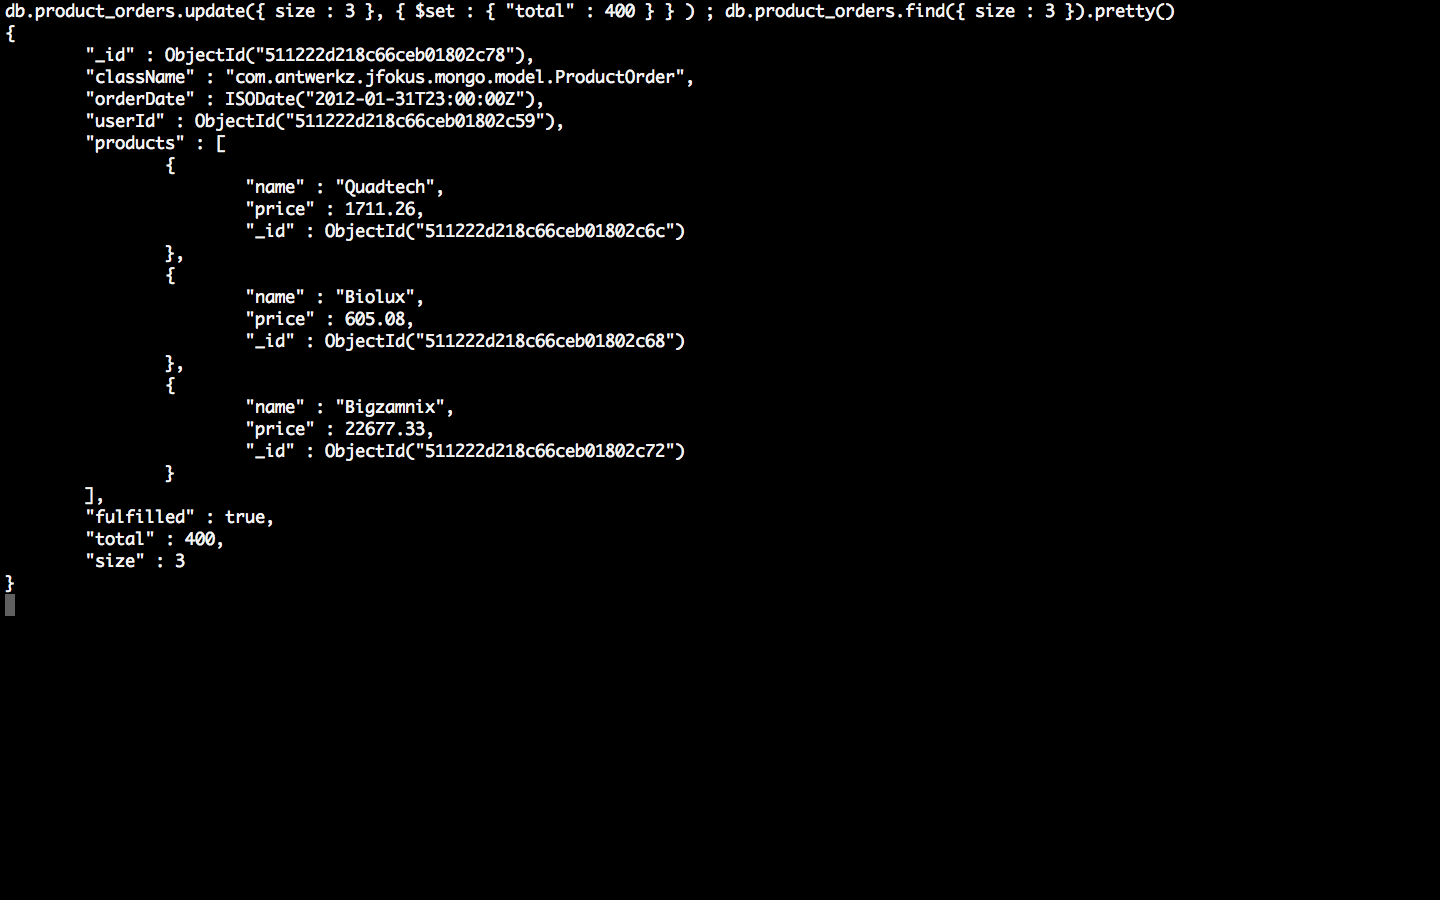 db.product_orders.update({ size : 3 }, { $set : { "total" : 400 } } ) ; db.product_orders.find({ size : 3 }).pretty()
{
        "_id" : ObjectId("511222d218c66ceb01802c78"),
        "className" : "com.antwerkz.jfokus.mongo.model.ProductOrder",
        "orderDate" : ISODate("2012-01-31T23:00:00Z"),
        "userId" : ObjectId("511222d218c66ceb01802c59"),
        "products" : [
                {
                        "name" : "Quadtech",
                        "price" : 1711.26,
                        "_id" : ObjectId("511222d218c66ceb01802c6c")
                },
                {
                        "name" : "Biolux",
                        "price" : 605.08,
                        "_id" : ObjectId("511222d218c66ceb01802c68")
                },
                {
                        "name" : "Bigzamnix",
                        "price" : 22677.33,
                        "_id" : ObjectId("511222d218c66ceb01802c72")
                }
        ],
        "fulfilled" : true,
        "total" : 400,
        "size" : 3
}